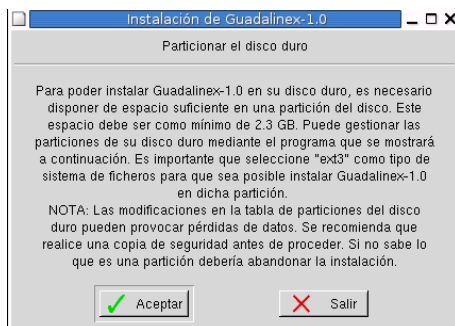 Instalación de Guadalinex-1.0
Particionar el disco duro
Para poder instalar Guadalinex-1.0 en su disco duro, es necesario
disponer de espacio suficiente en una partición del disco. Este
espacio debe ser como mínimo de 2.3 GB. Puede gestionar las
particiones de su disco duro mediante el programa que se mostrará
a continuación. Es importante que seleccione "ext3" como tipo de
sistema de ficheros para que sea posible instalar Guadalinex-1.0
en dicha partición.
NOTA: Las modificaciones en la tabla de particiones del disco
duro pueden provocar pérdidas de datos. Se recomienda que
realice una copia de seguridad antes de proceder. Si no sabe lo
que es una partición debería abandonar la instalación.
Aceptar Salir